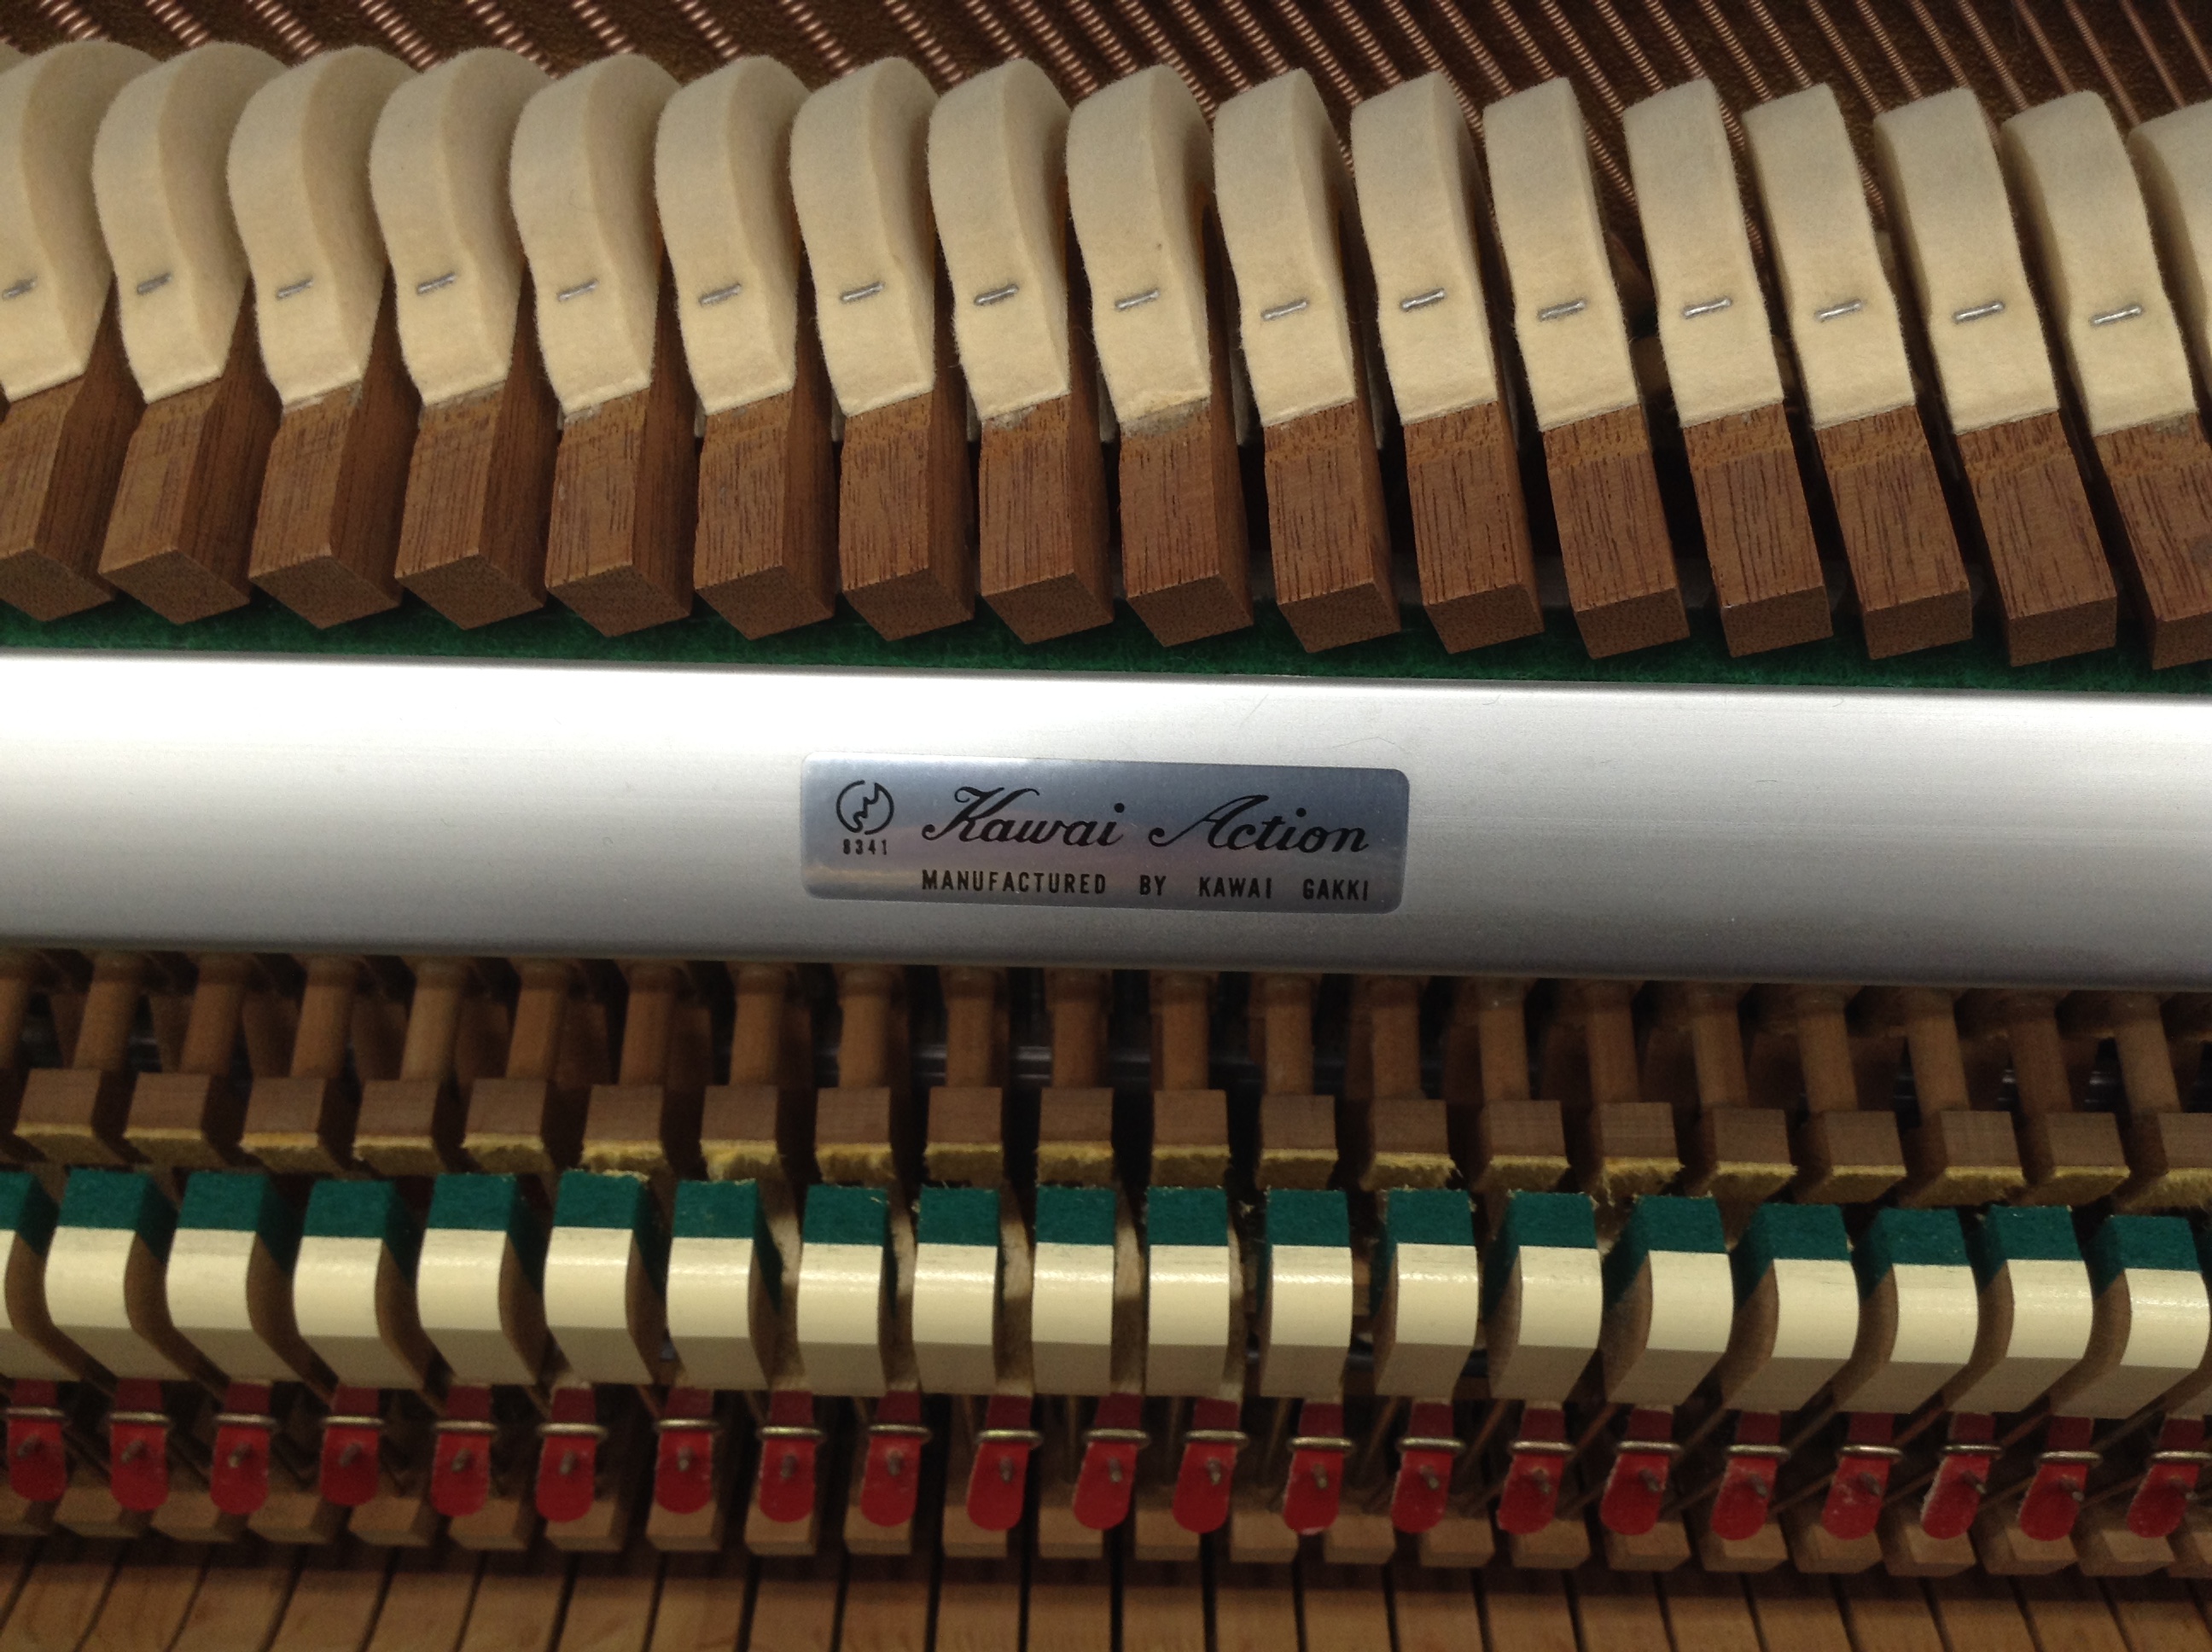 Kawai Action
8341
MANUFACTURED BY KAWAI GAKKI